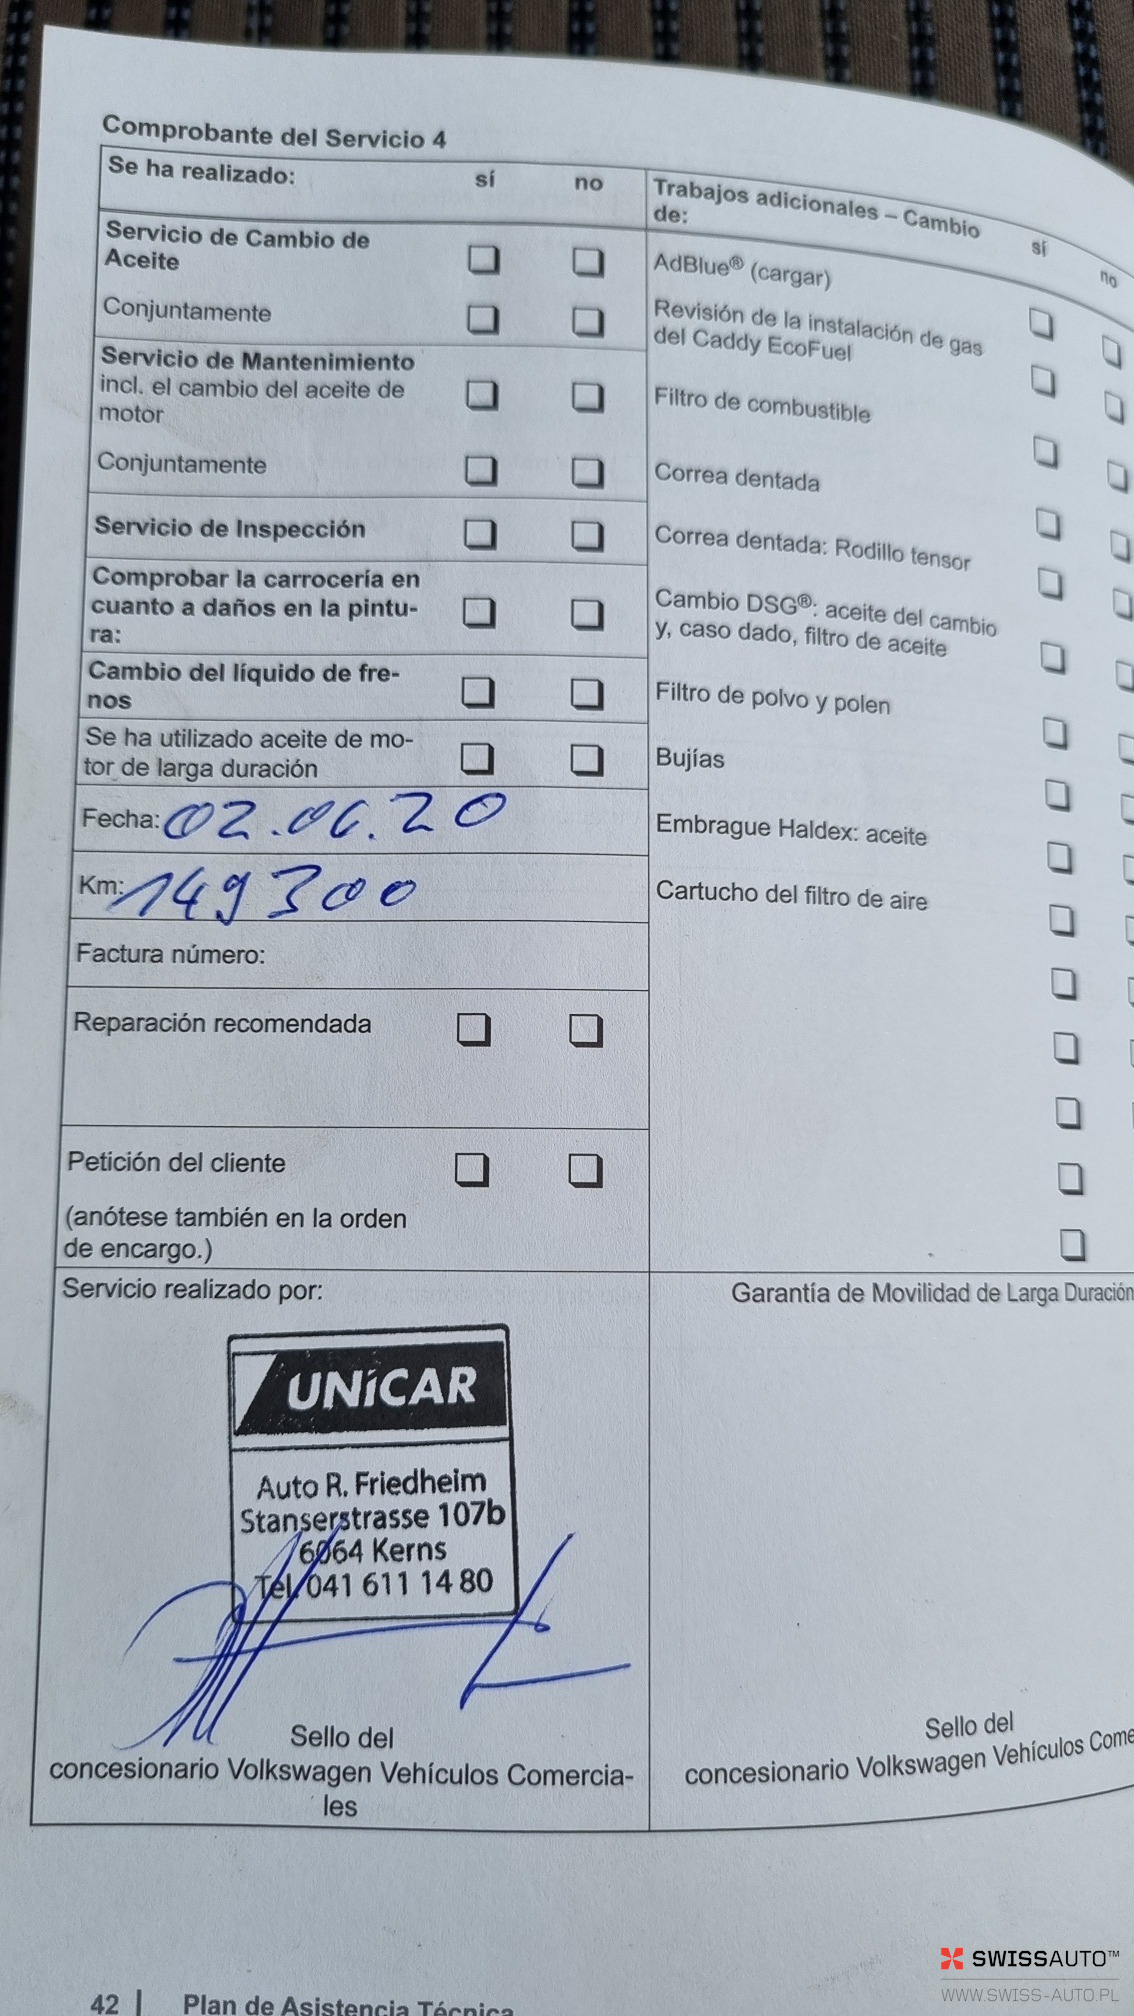 Comprobante del Servicio 4
Se ha realizado:
sí
no
Servicio de Cambio de
Aceite
Conjuntamente
Servicio de Mantenimiento
incl. el cambio del aceite de
motor
Conjuntamente
Servicio de Inspección
Comprobar la carrocería en
cuanto a daños en la pintu-
ra:
Cambio del líquido de fre-
nos
Se ha utilizado aceite de mo-
tor de larga duración
Fecha: 02.06.20
Km: 149300
Factura número:
Reparación recomendada
Petición del cliente
(anótese también en la orden
de encargo.)
Trabajos adicionales – Cambio
de:
sí
no
AdBlue® (cargar)
Revisión de la instalación de gas
del Caddy EcoFuel
Filtro de combustible
Correa dentada
Correa dentada: Rodillo tensor
Cambio DSG®: aceite del cambio
y, caso dado, filtro de aceite
Filtro de polvo y polen
Bujías
Embrague Haldex: aceite
Cartucho del filtro de aire
Servicio realizado por:
UNiCAR
Auto R. Friedheim
Stanserstrasse 107b
6064 Kerns
Tel. 041 611 14 80
Sello del
concesionario Volkswagen Vehículos Comercia-
les
Garantía de Movilidad de Larga Duración
Sello del
concesionario Volkswagen Vehículos Come
42 | Plan de Asistencia Técnica
SWISSAUTO™
WWW.SWISS-AUTO.PL